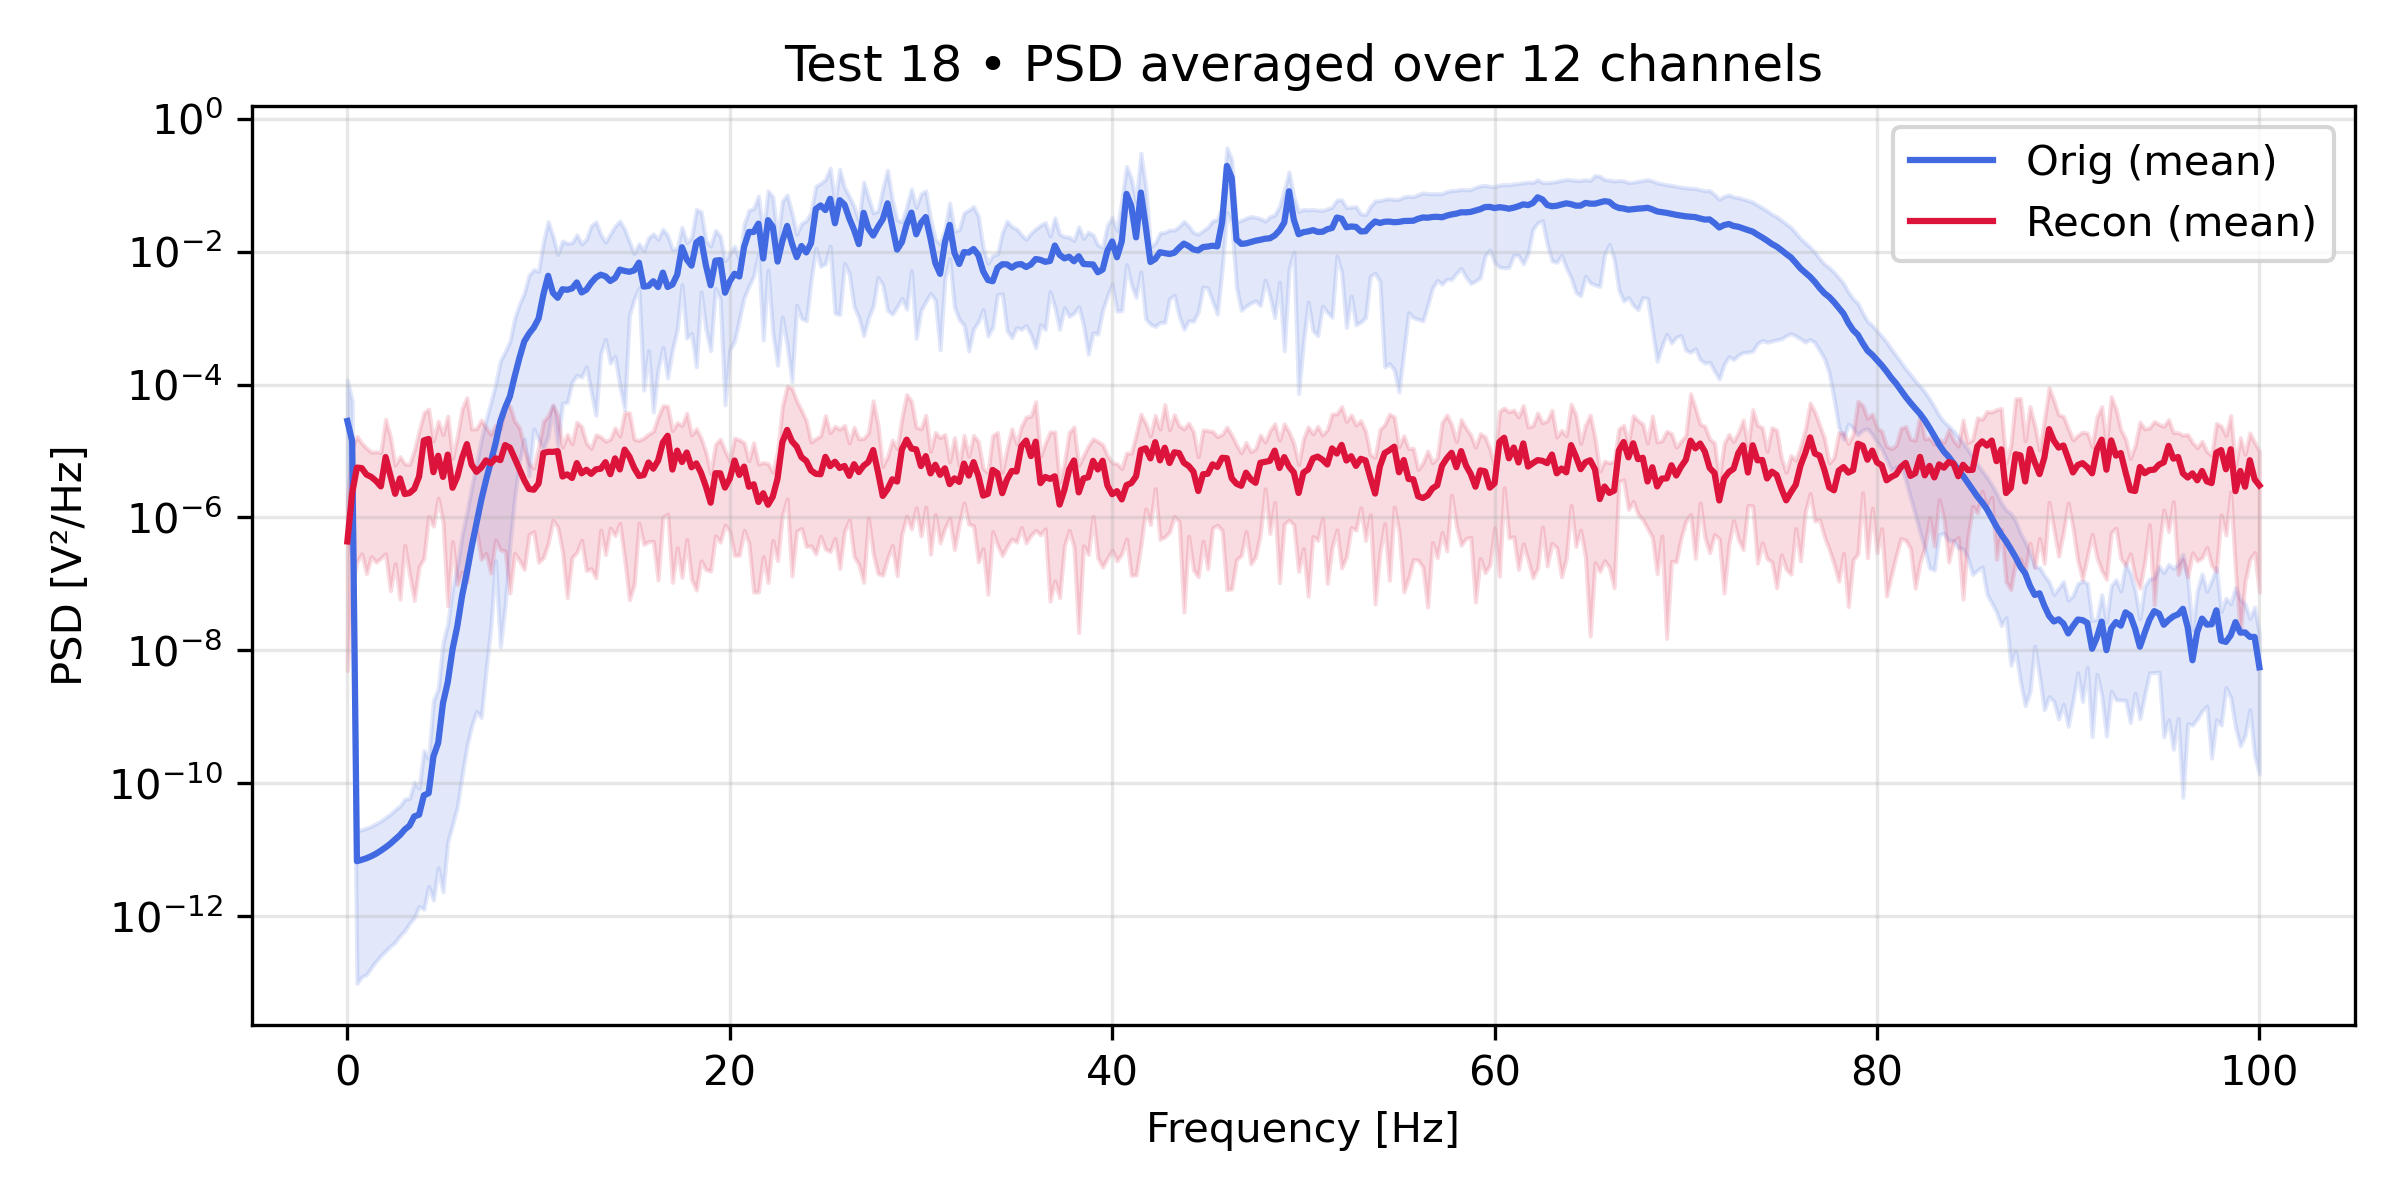 Test 18 • PSD averaged over 12 channels
Orig (mean)
Recon (mean)
PSD [V²/Hz]
10⁰
10⁻²
10⁻⁴
10⁻⁶
10⁻⁸
10⁻¹⁰
10⁻¹²
0 20 40 60 80 100
Frequency [Hz]